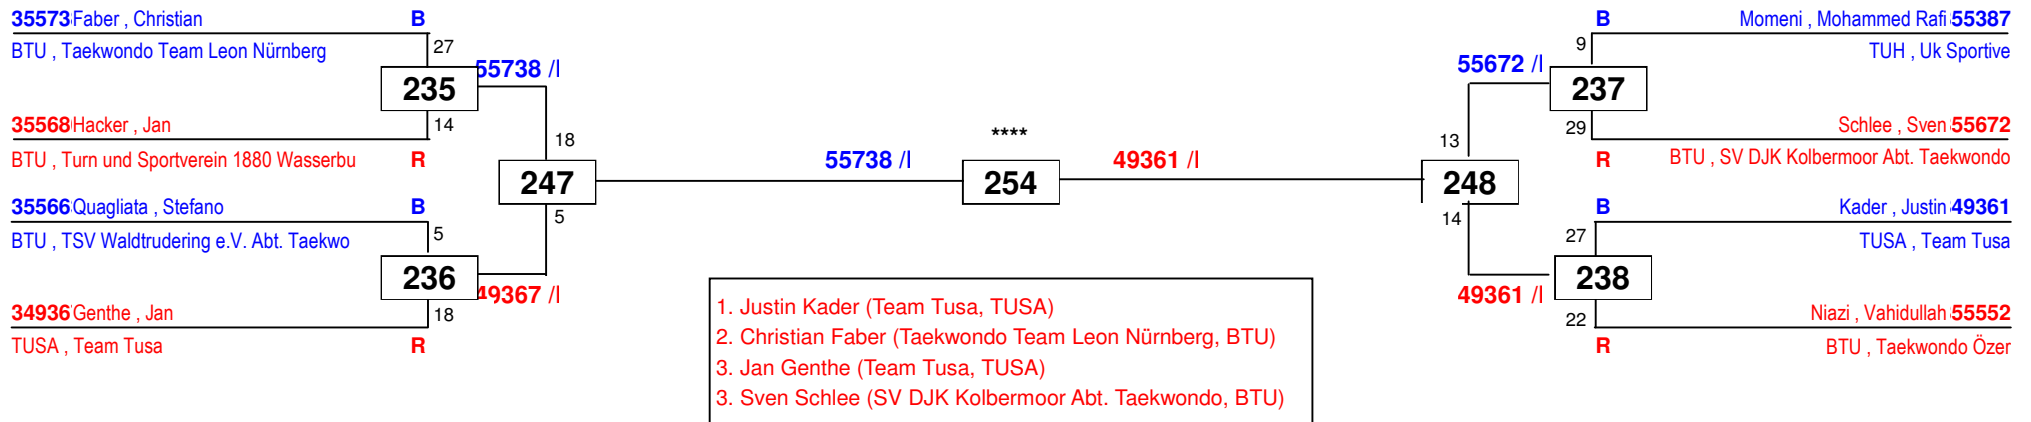 35573 Faber , Christian B
27
BTU , Taekwondo Team Leon Nürnberg
55738 /I
235
35568 Hacker , Jan
14
BTU , Turn und Sportverein 1880 Wasserbu R
18
247
5
35566 Quagliata , Stefano B
5
BTU , TSV Waldtrudering e.V. Abt. Taekwo
236
49367 /I
34936 Genthe , Jan
18
TUSA , Team Tusa R
55738 /I
****
254
49361 /I
B Momeni , Mohammed Rafi 55387
9
TUH , Uk Sportive
55672 /I
237
29
Schlee , Sven 55672
R BTU , SV DJK Kolbermoor Abt. Taekwondo
13
248
14
B Kader , Justin 49361
27
TUSA , Team Tusa
238
49361 /I
22
Niazi , Vahidullah 55552
R BTU , Taekwondo Özer
1. Justin Kader (Team Tusa, TUSA)
2. Christian Faber (Taekwondo Team Leon Nürnberg, BTU)
3. Jan Genthe (Team Tusa, TUSA)
3. Sven Schlee (SV DJK Kolbermoor Abt. Taekwondo, BTU)